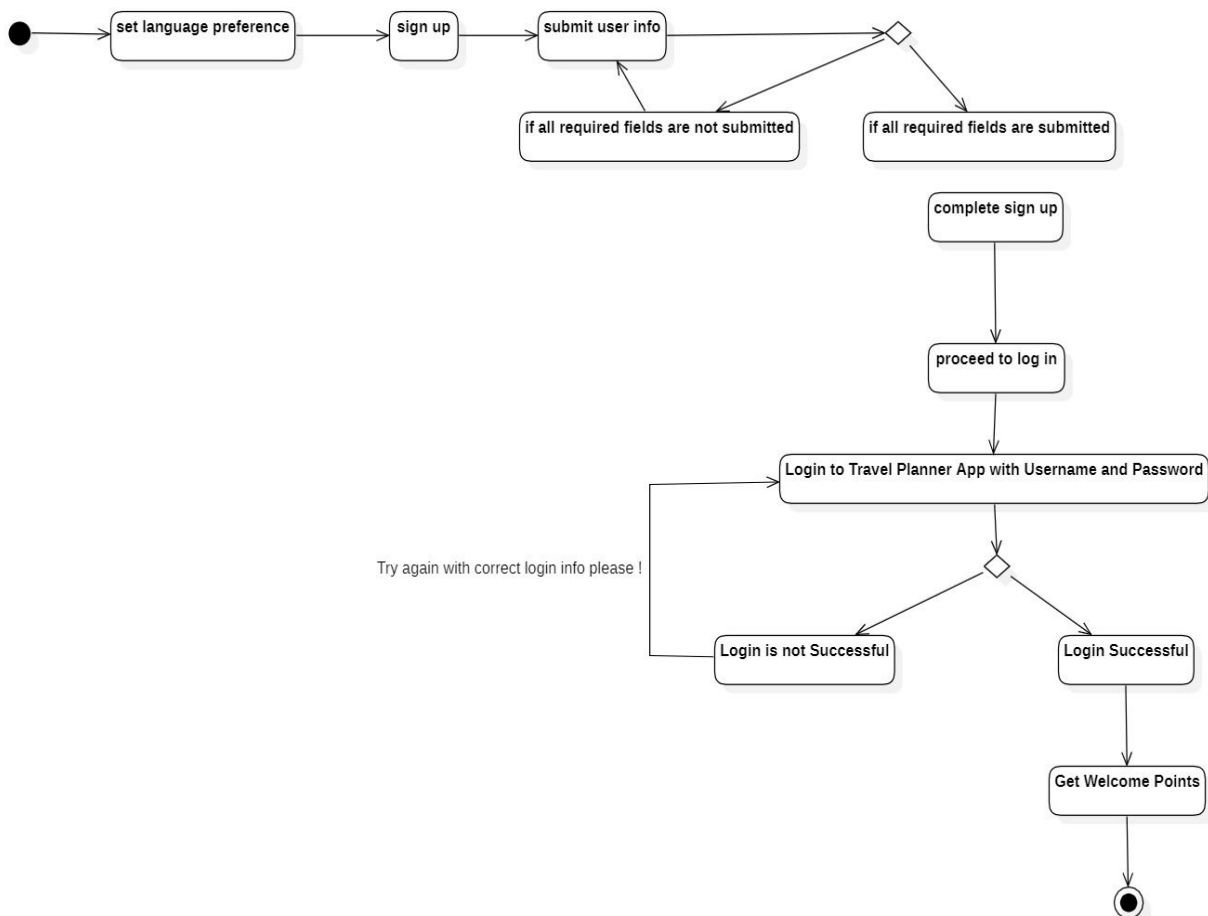 set language preference
sign up
submit user info
if all required fields are not submitted
if all required fields are submitted
complete sign up
proceed to log in
Login to Travel Planner App with Username and Password
Try again with correct login info please !
Login is not Successful
Login Successful
Get Welcome Points